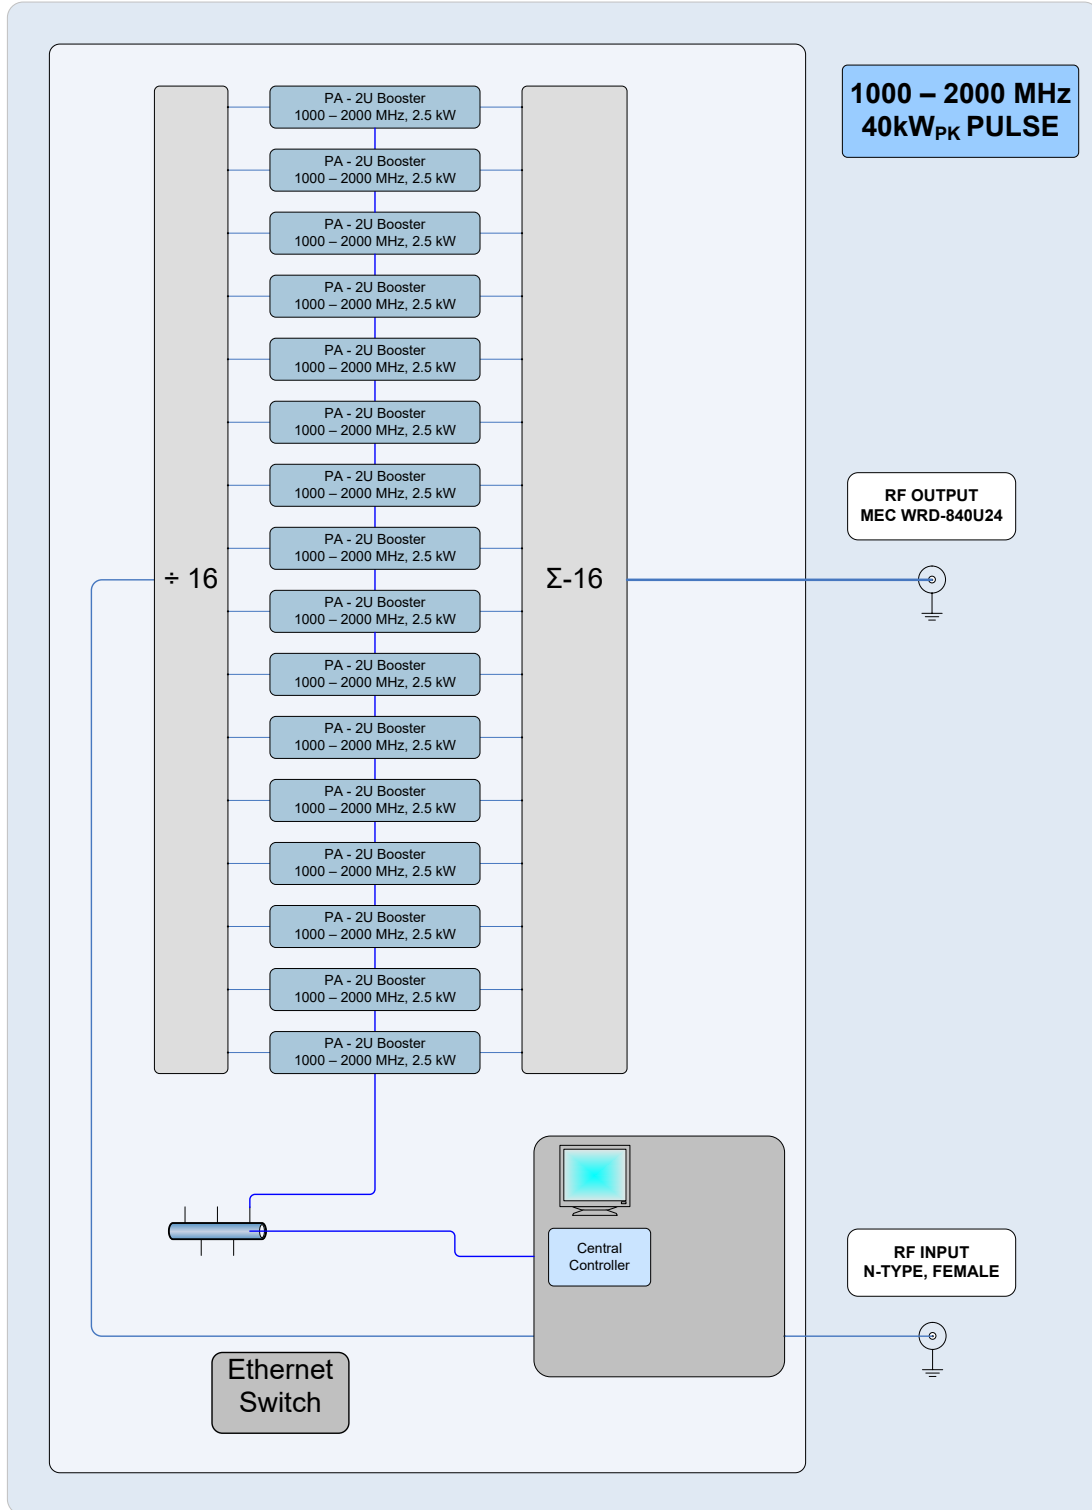 1000 – 2000 MHz
40kWPK PULSE
PA - 2U Booster
1000 – 2000 MHz, 2.5 kW
PA - 2U Booster
1000 – 2000 MHz, 2.5 kW
PA - 2U Booster
1000 – 2000 MHz, 2.5 kW
PA - 2U Booster
1000 – 2000 MHz, 2.5 kW
PA - 2U Booster
1000 – 2000 MHz, 2.5 kW
PA - 2U Booster
1000 – 2000 MHz, 2.5 kW
PA - 2U Booster
1000 – 2000 MHz, 2.5 kW
PA - 2U Booster
1000 – 2000 MHz, 2.5 kW
PA - 2U Booster
1000 – 2000 MHz, 2.5 kW
PA - 2U Booster
1000 – 2000 MHz, 2.5 kW
PA - 2U Booster
1000 – 2000 MHz, 2.5 kW
PA - 2U Booster
1000 – 2000 MHz, 2.5 kW
PA - 2U Booster
1000 – 2000 MHz, 2.5 kW
PA - 2U Booster
1000 – 2000 MHz, 2.5 kW
PA - 2U Booster
1000 – 2000 MHz, 2.5 kW
PA - 2U Booster
1000 – 2000 MHz, 2.5 kW
÷ 16
Σ-16
RF OUTPUT
MEC WRD-840U24
Central
Controller
RF INPUT
N-TYPE, FEMALE
Ethernet
Switch